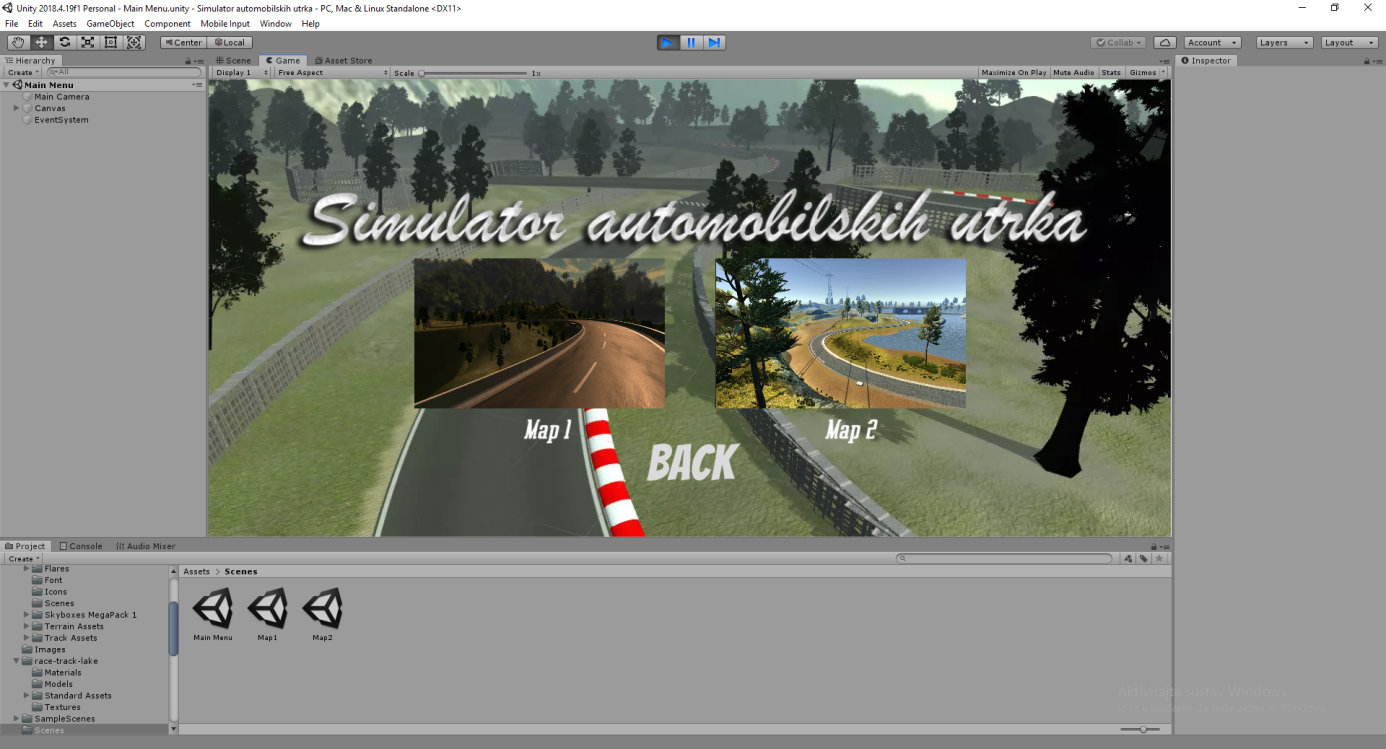 Unity 2018.4.19f1 Personal - Main Menu.unity - Simulator automobilskih utrka - PC, Mac & Linux Standalone <DX11>
File Edit Assets GameObject Component Mobile Input Window Help
Center Local Collab Account Layers Layout
Hierarchy Scene Game Asset Store Inspector
Create All Display 1 Free Aspect Scale 1x Maximize On Play Mute Audio Stats Gizmos
Main Menu
Main Camera
Canvas
EventSystem
Simulator automobilskih utrka
Map 1 Map 2
BACK
Project Console Audio Mixer
Create
Flares
Font
Icons
Scenes
Skyboxes MegaPack 1
Terrain Assets
Track Assets
Images
race-track-lake
Materials
Models
Standard Assets
Textures
SampleScenes
Scenes
Assets > Scenes
Main Menu Map1 Map2
Aktivirajte sustav Windows